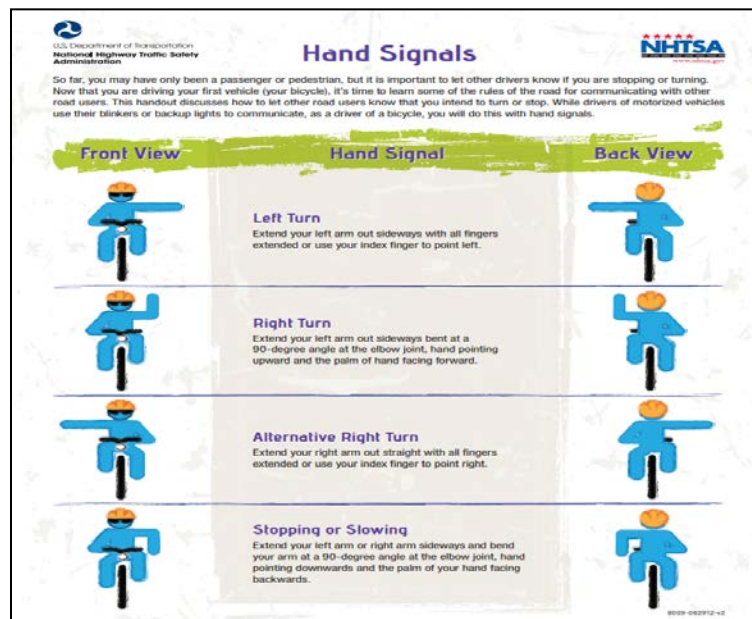 U.S. Department of Transportation
National Highway Traffic Safety
Administration
Hand Signals
NHTSA
www.nhtsa.gov
So far, you may have only been a passenger or pedestrian, but it is important to let other drivers know if you are stopping or turning.
Now that you are driving your first vehicle (your bicycle), it's time to learn some of the rules of the road for communicating with other
road users. This handout discusses how to let other road users know that you intend to turn or stop. While drivers of motorized vehicles
use their blinkers or backup lights to communicate, as a driver of a bicycle, you will do this with hand signals.
Front View
Hand Signal
Back View
Left Turn
Extend your left arm out sideways with all fingers
extended or use your index finger to point left.
Right Turn
Extend your left arm out sideways bent at a
90-degree angle at the elbow joint, hand pointing
upward and the palm of hand facing forward.
Alternative Right Turn
Extend your right arm out straight with all fingers
extended or use your index finger to point right.
Stopping or Slowing
Extend your left arm or right arm sideways and bend
your arm at a 90-degree angle at the elbow joint, hand
pointing downwards and the palm of your hand facing
backwards.
9009-082912-v2